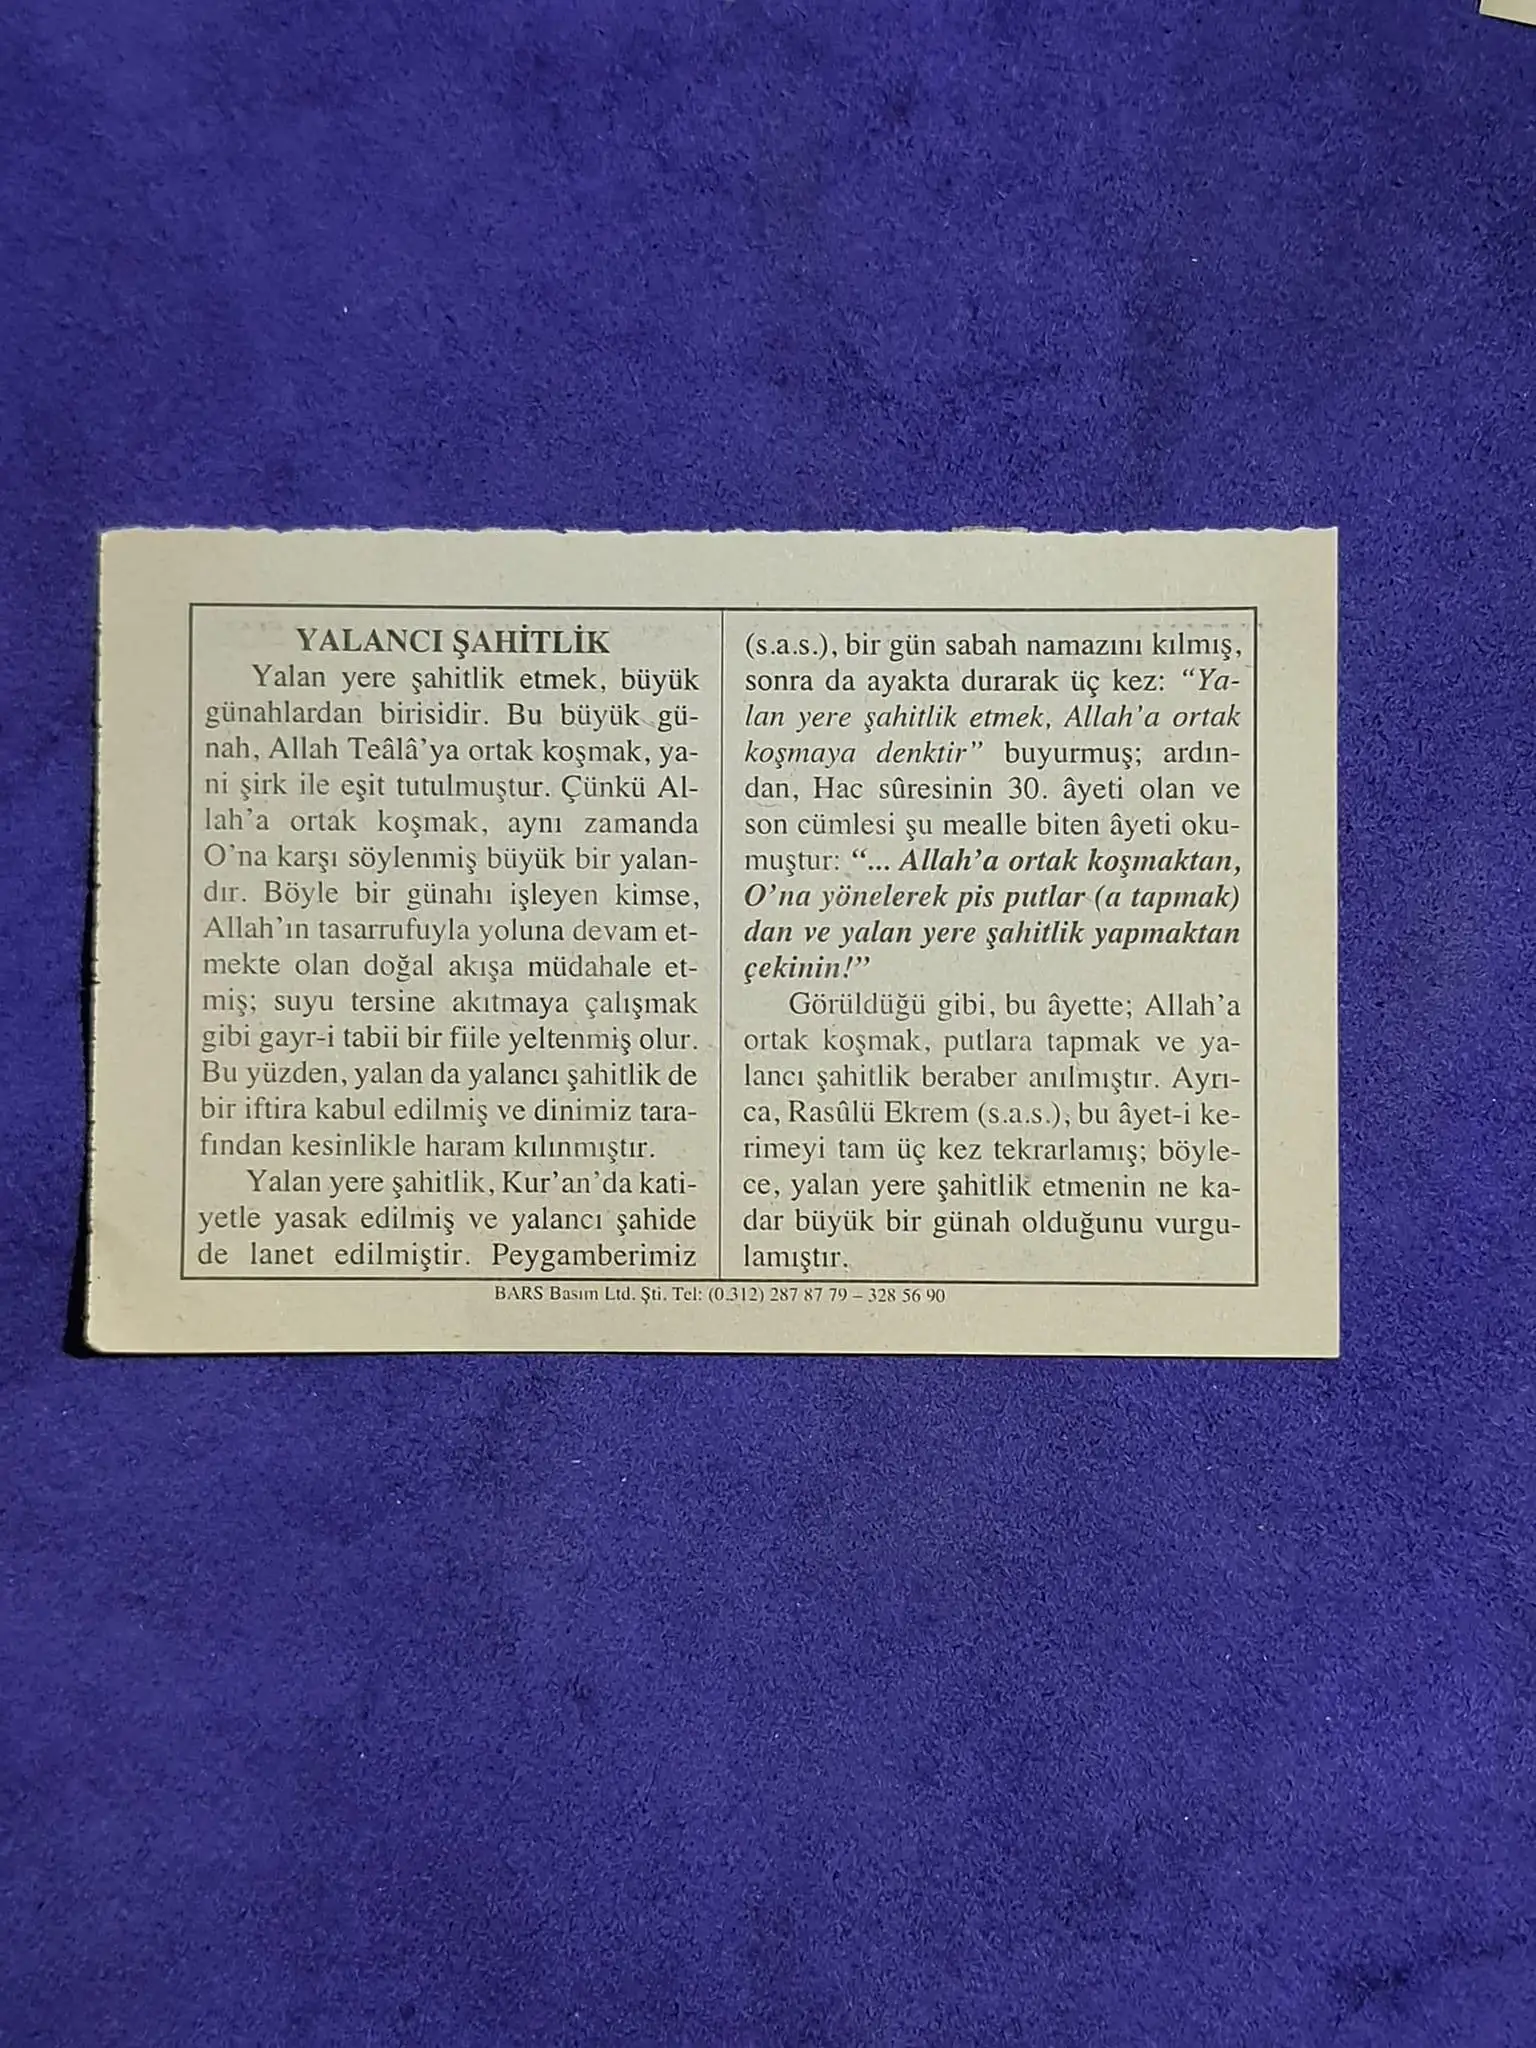 YALANCI ŞAHİTLİK
Yalan yere şahitlik etmek, büyük
günahlardan birisidir. Bu büyük gü-
nah, Allah Teâlâ'ya ortak koşmak, ya-
ni şirk ile eşit tutulmuştur. Çünkü Al-
lah'a ortak koşmak, aynı zamanda
O'na karşı söylenmiş büyük bir yalan-
dır. Böyle bir günahı işleyen kimse,
Allah'ın tasarrufuyla yoluna devam et-
mekte olan doğal akışa müdahale et-
miş; suyu tersine akıtmaya çalışmak
gibi gayr-i tabii bir fiile yeltenmiş olur.
Bu yüzden, yalan da yalancı şahitlik de
bir iftira kabul edilmiş ve dinimiz tara-
fından kesinlikle haram kılınmıştır.
Yalan yere şahitlik, Kur'an'da kati-
yetle yasak edilmiş ve yalancı şahide
de lanet edilmiştir. Peygamberimiz
(s.a.s.), bir gün sabah namazını kılmış,
sonra da ayakta durarak üç kez: “Ya-
lan yere şahitlik etmek, Allah'a ortak
koşmaya denktir” buyurmuş; ardın-
dan, Hac sûresinin 30. âyeti olan ve
son cümlesi şu mealle biten âyeti oku-
muştur: “... Allah'a ortak koşmaktan,
O'na yönelerek pis putlar (a tapmak)
dan ve yalan yere şahitlik yapmaktan
çekinin!”
Görüldüğü gibi, bu âyette; Allah'a
ortak koşmak, putlara tapmak ve ya-
lancı şahitlik beraber anılmıştır. Ayrı-
ca, Rasûlü Ekrem (s.a.s.), bu âyet-i ke-
rimeyi tam üç kez tekrarlamış; böyle-
ce, yalan yere şahitlik etmenin ne ka-
dar büyük bir günah olduğunu vurgu-
lamıştır.
BARS Basım Ltd. Şti. Tel: (0.312) 287 87 79 – 328 56 90